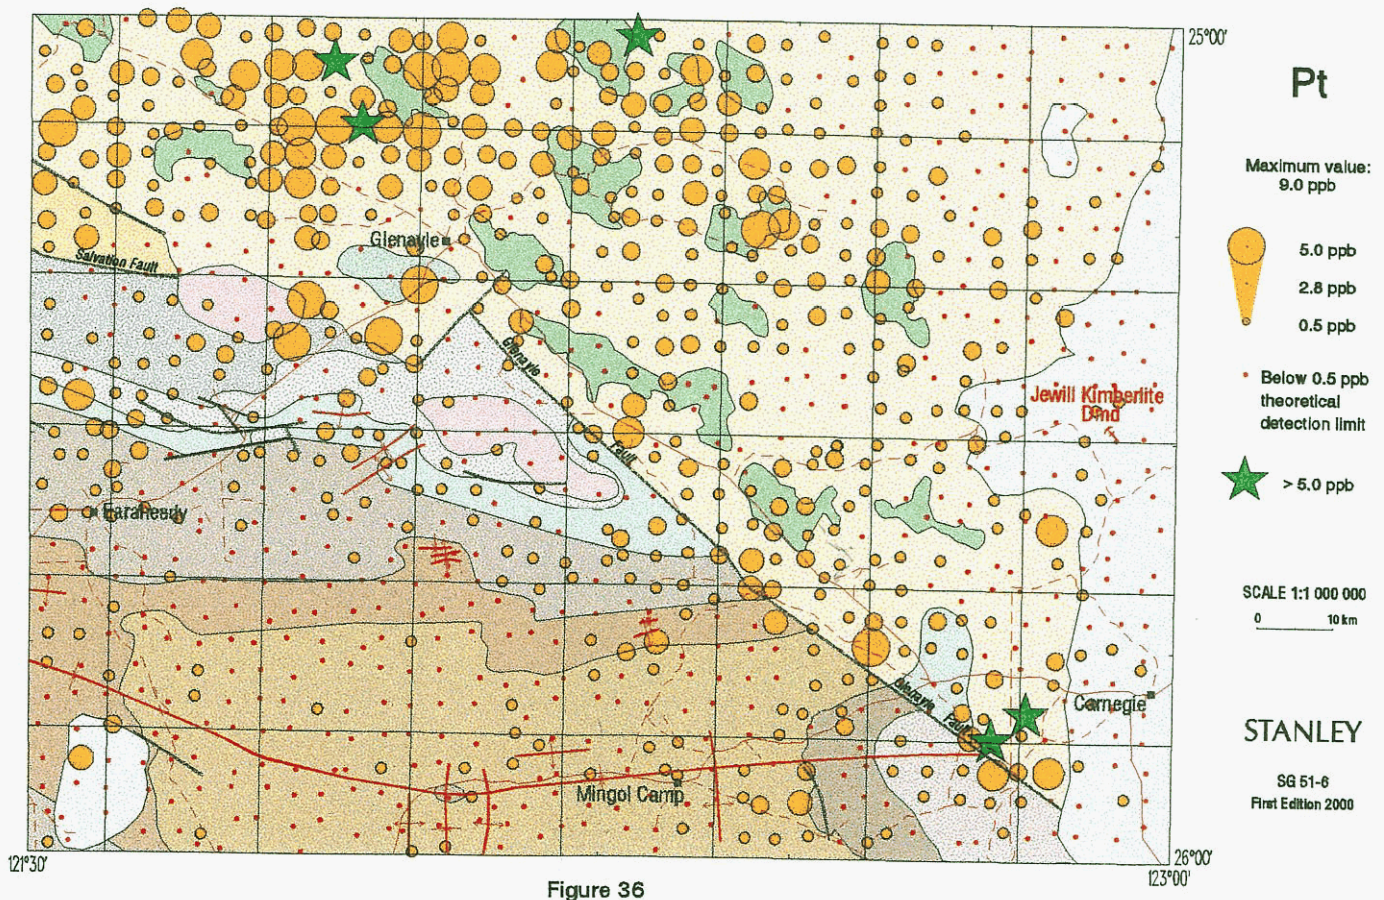 25°00'
Pt
Maximum value:
9.0 ppb
5.0 ppb
2.8 ppb
0.5 ppb
Below 0.5 ppb
theoretical
detection limit
> 5.0 ppb
SCALE 1:1 000 000
0 10 km
STANLEY
SG 51-6
First Edition 2000
Glenayle
Salvation Fault
Glenayle
Fault
Jewill Kimberlite
Dmd
Earaheedy
Glenayle Fault
Carnegie
Mingol Camp
121°30'
26°00'
123°00'
Figure 36